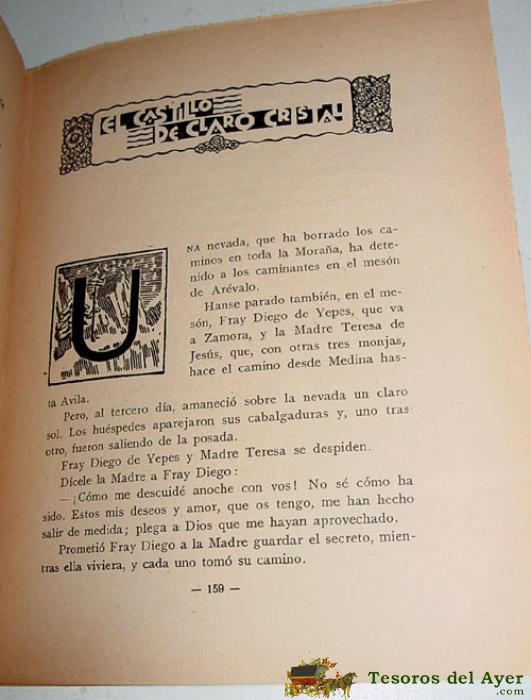 EL CASTILO
DE CLARO CRISTAL
UNA nevada, que ha borrado los ca-
minos en toda la Moraña, ha dete-
nido a los caminantes en el mesón
de Arévalo.
Hanse parado también, en el me-
són, Fray Diego de Yepes, que va
a Zamora, y la Madre Teresa de
Jesús, que, con otras tres monjas,
hace el camino desde Medina has-
ta Avila.
Pero, al tercero día, amaneció sobre la nevada un claro
sol. Los huéspedes aparejaron sus cabalgaduras y, uno tras
otro, fueron saliendo de la posada.
Fray Diego de Yepes y Madre Teresa se despiden.
Dícele la Madre a Fray Diego:
—¡Cómo me descuidé anoche con vos! No sé cómo ha
sido. Estos mis deseos y amor, que os tengo, me han hecho
salir de medida; plega a Dios que me hayan aprovechado.
Prometió Fray Diego a la Madre guardar el secreto, mien-
tras ella viviera, y cada uno tomó su camino.
— 159 —
Tesoros del Ayer
.com